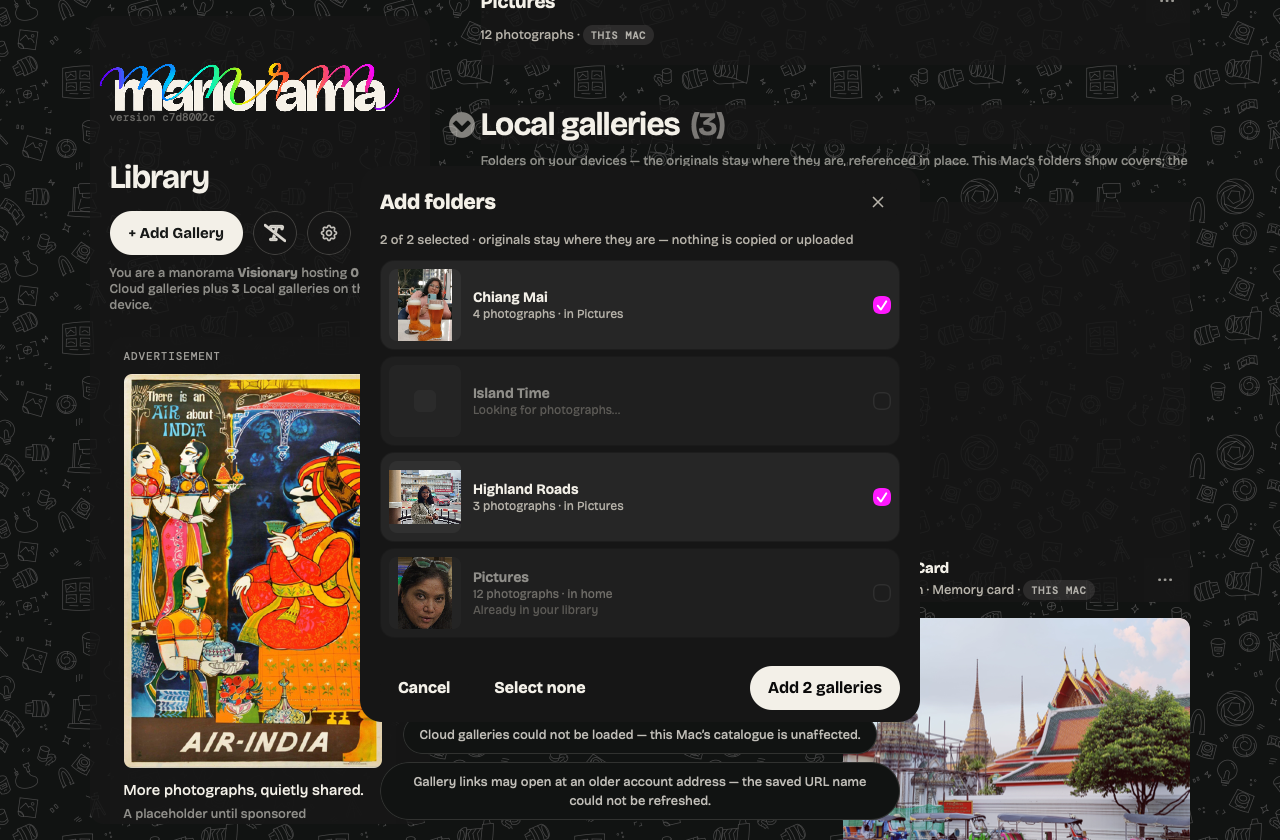 Pictures
12 photographs · THIS MAC
manorama
version c7d8002c
Local galleries (3)
Folders on your devices — the originals stay where they are, referenced in place. This Mac's folders show covers; the
Library
+ Add Gallery
You are a manorama Visionary hosting 0
Cloud galleries plus 3 Local galleries on th
device.
ADVERTISEMENT
There is an
AIR about
INDIA
AIR-INDIA
More photographs, quietly shared.
A placeholder until sponsored
Add folders
2 of 2 selected · originals stay where they are — nothing is copied or uploaded
Chiang Mai
4 photographs · in Pictures
Island Time
Looking for photographs…
Highland Roads
3 photographs · in Pictures
Pictures
12 photographs · in home
Already in your library
Cancel
Select none
Add 2 galleries
Card
· Memory card · THIS MAC
Cloud galleries could not be loaded — this Mac's catalogue is unaffected.
Gallery links may open at an older account address — the saved URL name
could not be refreshed.